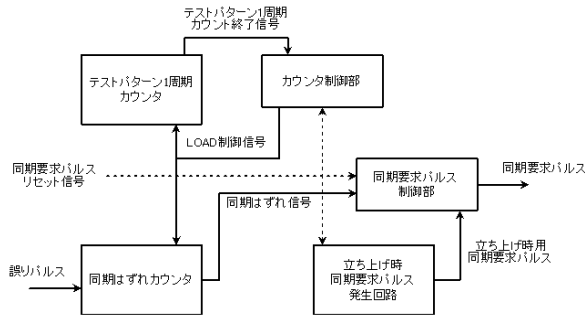 テストパターン1周期
カウント終了信号
テストパターン1周期
カウンタ
カウンタ制御部
LOAD制御信号
同期要求パルス
リセット信号
同期要求パルス
制御部
同期要求パルス
同期はずれ信号
誤りパルス
同期はずれカウンタ
立ち上げ時
同期要求パルス
発生回路
立ち上げ時用
同期要求パルス